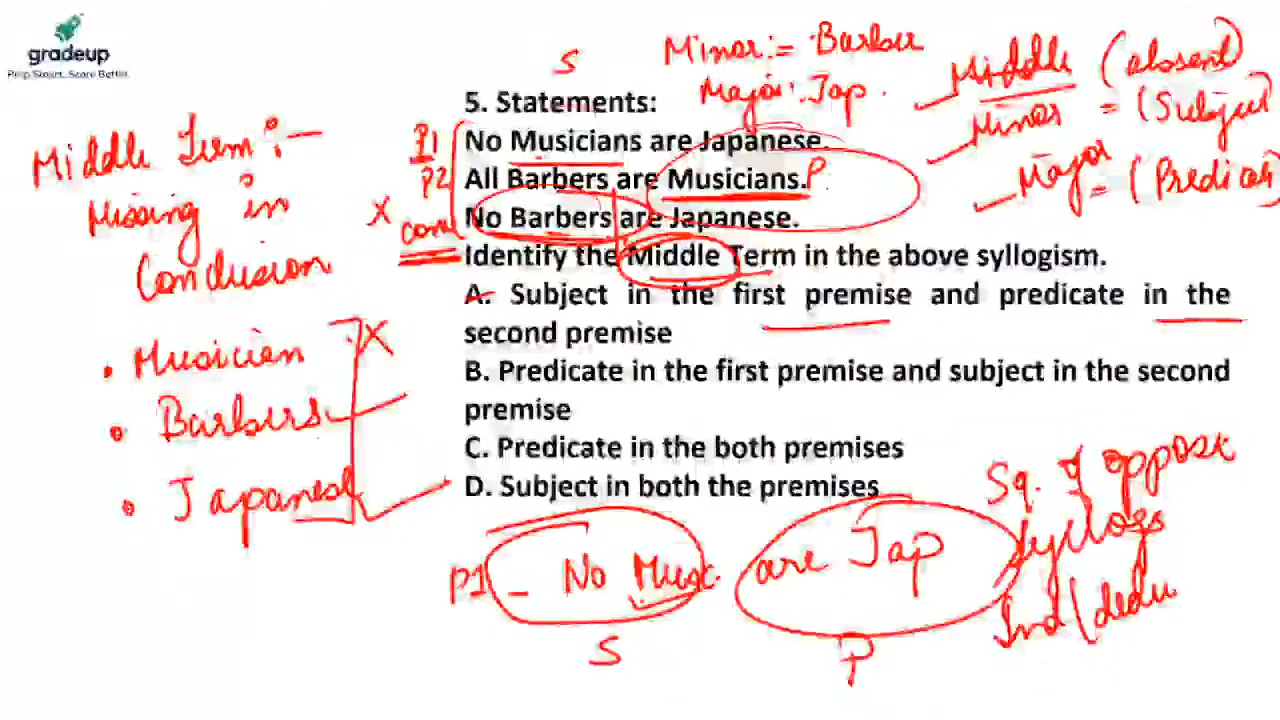 gradeup
Prep Smart. Score Better.
S
Minor:- Barber
Major: Jap.
Middle (absent)
Minor = (Subject)
Major = (Predicate)
Middle Term :-
Missing in
Conclusion
• Musician X
• Barbers
• Japanese
5. Statements:
P1 No Musicians are Japanese.
P2 All Barbers are Musicians. P
X conc No Barbers are Japanese.
Identify the Middle Term in the above syllogism.
A. Subject in the first premise and predicate in the
second premise
B. Predicate in the first premise and subject in the second
premise
C. Predicate in the both premises
D. Subject in both the premises
P1 - No Music. are Jap
S P
Sq. of oppose
Syllogs
Ind/dedu